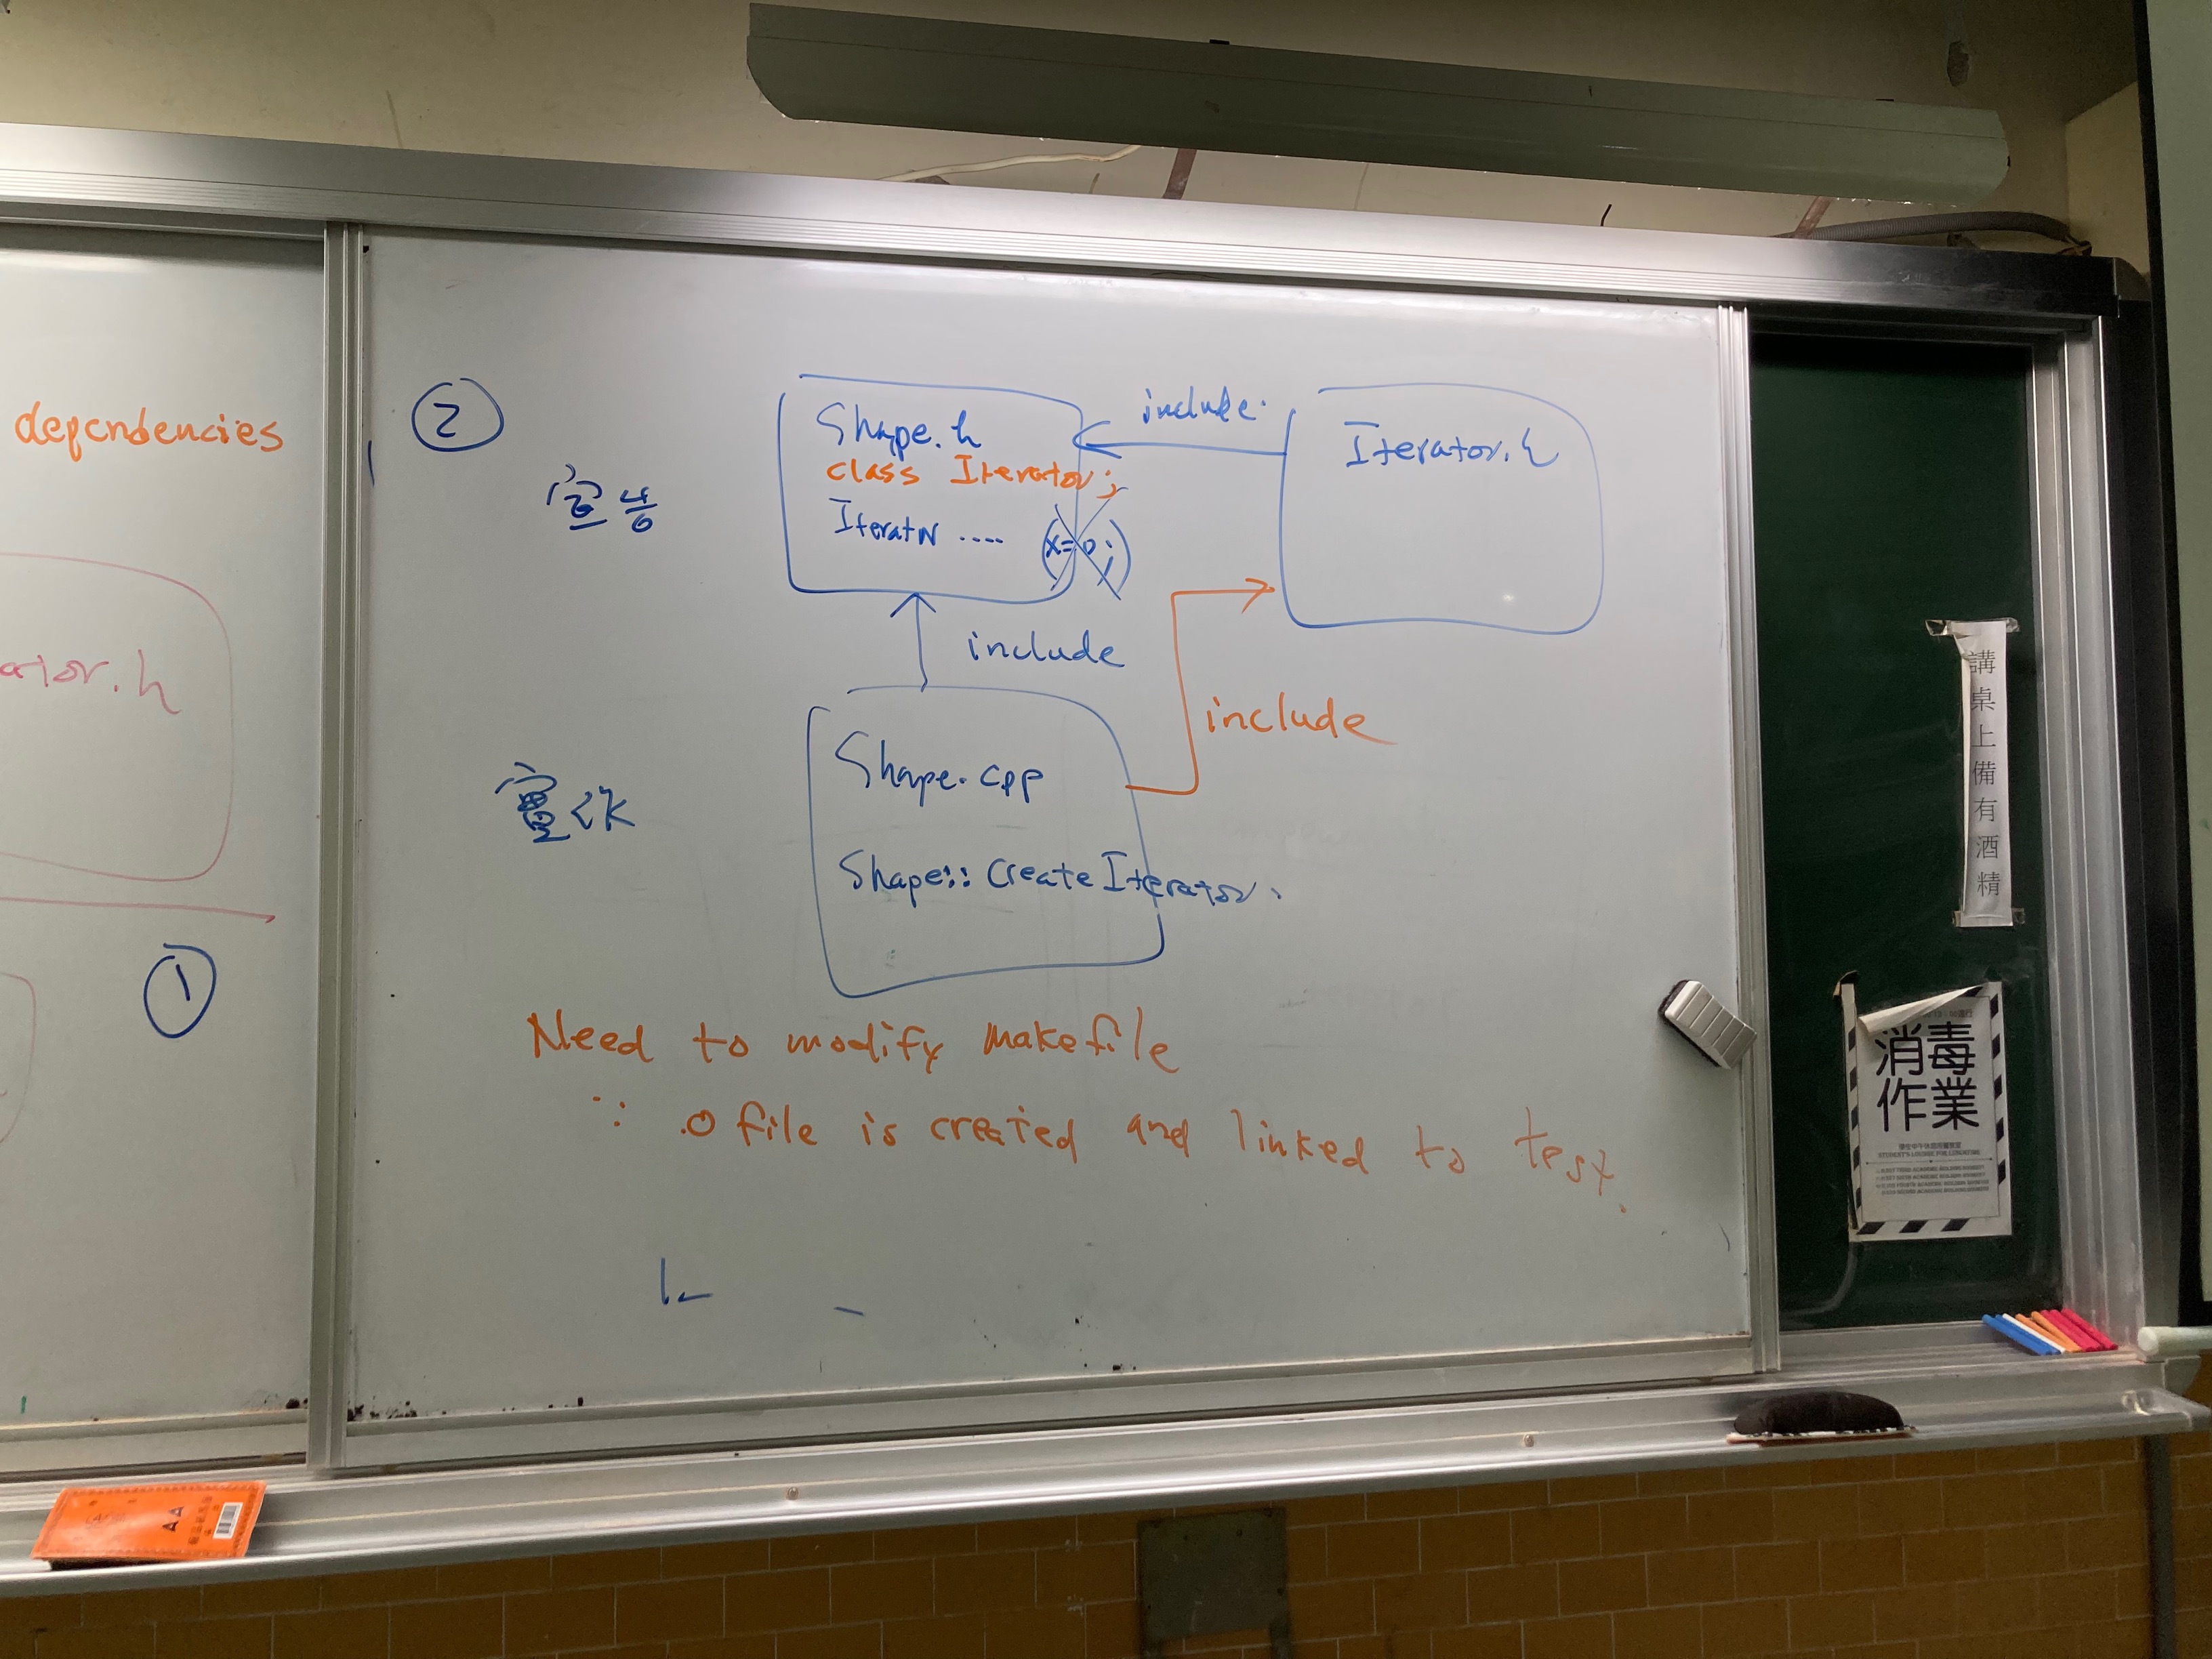 dependencies
ator.h
①
②
宣告
Shape.h
class Iterator;
Iterator ....
(x=0;)
include
Iterator.h
include
include
實作
Shape.cpp
Shape::CreateIterator
Need to modify makefile
∵ .o file is created and linked to test.
講桌上備有酒精
消毒
作業
AA